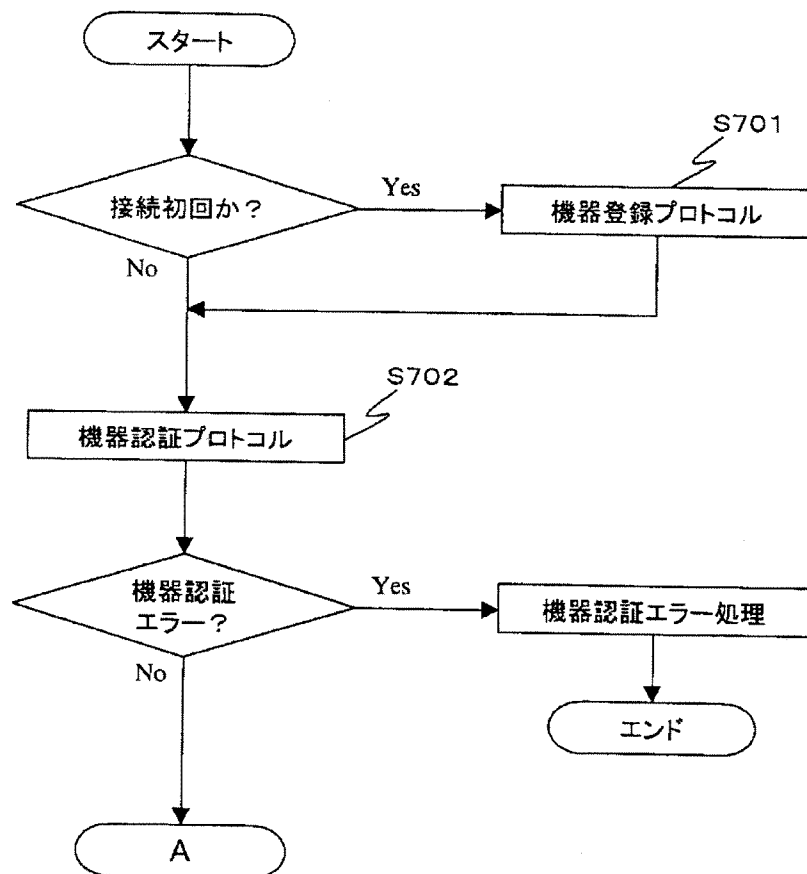 スタート
S701
接続初回か？
Yes
機器登録プロトコル
No
S702
機器認証プロトコル
機器認証
エラー？
Yes
機器認証エラー処理
No
エンド
A